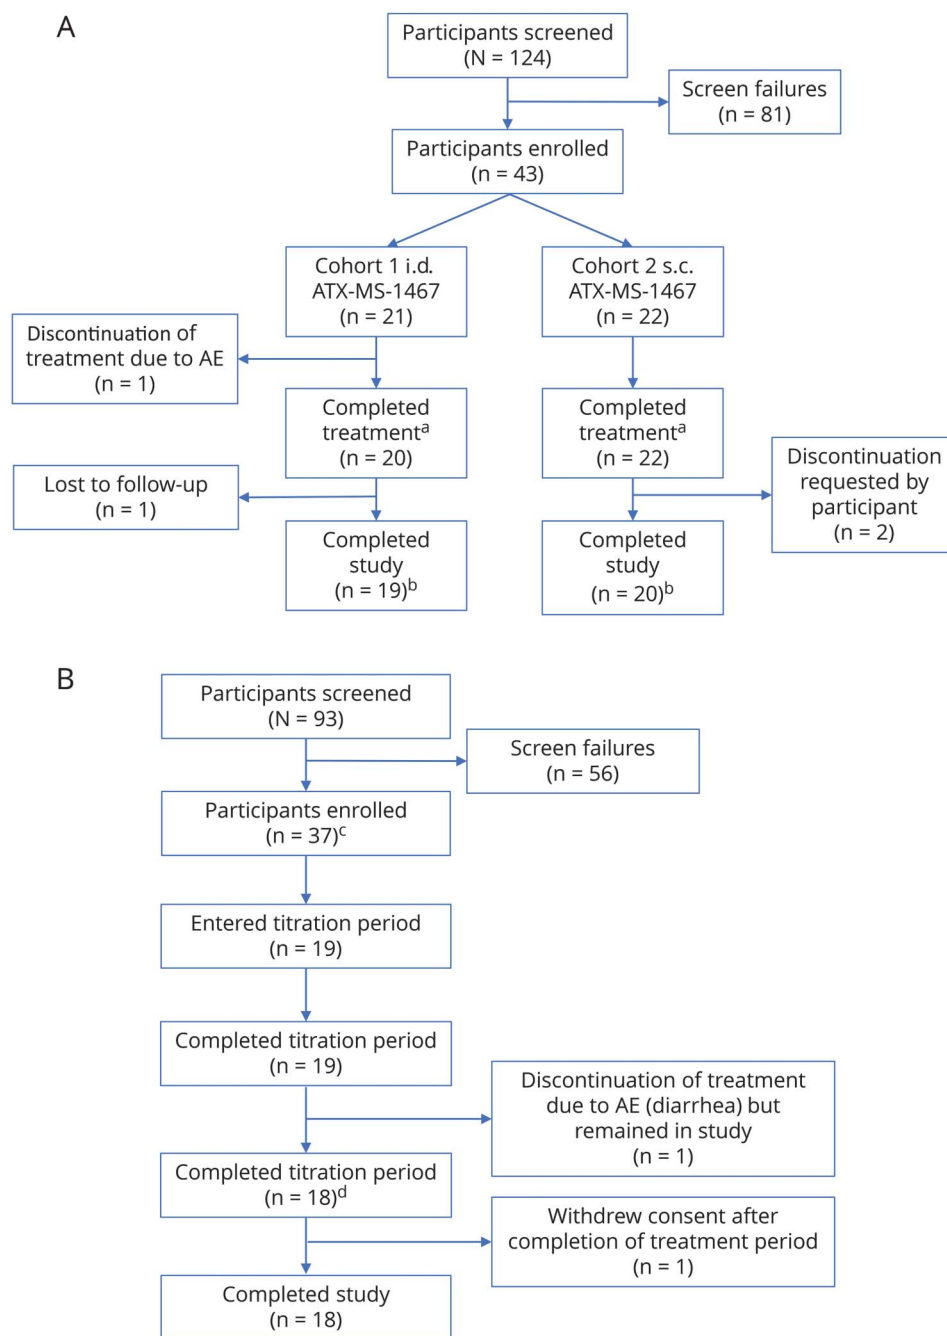 A
Participants screened
(N = 124)
Screen failures
(n = 81)
Participants enrolled
(n = 43)
Cohort 1 i.d.
ATX-MS-1467
(n = 21)
Cohort 2 s.c.
ATX-MS-1467
(n = 22)
Discontinuation of
treatment due to AE
(n = 1)
Completed
treatmentᵃ
(n = 20)
Completed
treatmentᵃ
(n = 22)
Lost to follow-up
(n = 1)
Discontinuation
requested by
participant
(n = 2)
Completed
study
(n = 19)ᵇ
Completed
study
(n = 20)ᵇ
B
Participants screened
(N = 93)
Screen failures
(n = 56)
Participants enrolled
(n = 37)ᶜ
Entered titration period
(n = 19)
Completed titration period
(n = 19)
Discontinuation of treatment
due to AE (diarrhea) but
remained in study
(n = 1)
Completed titration period
(n = 18)ᵈ
Withdrew consent after
completion of treatment period
(n = 1)
Completed study
(n = 18)